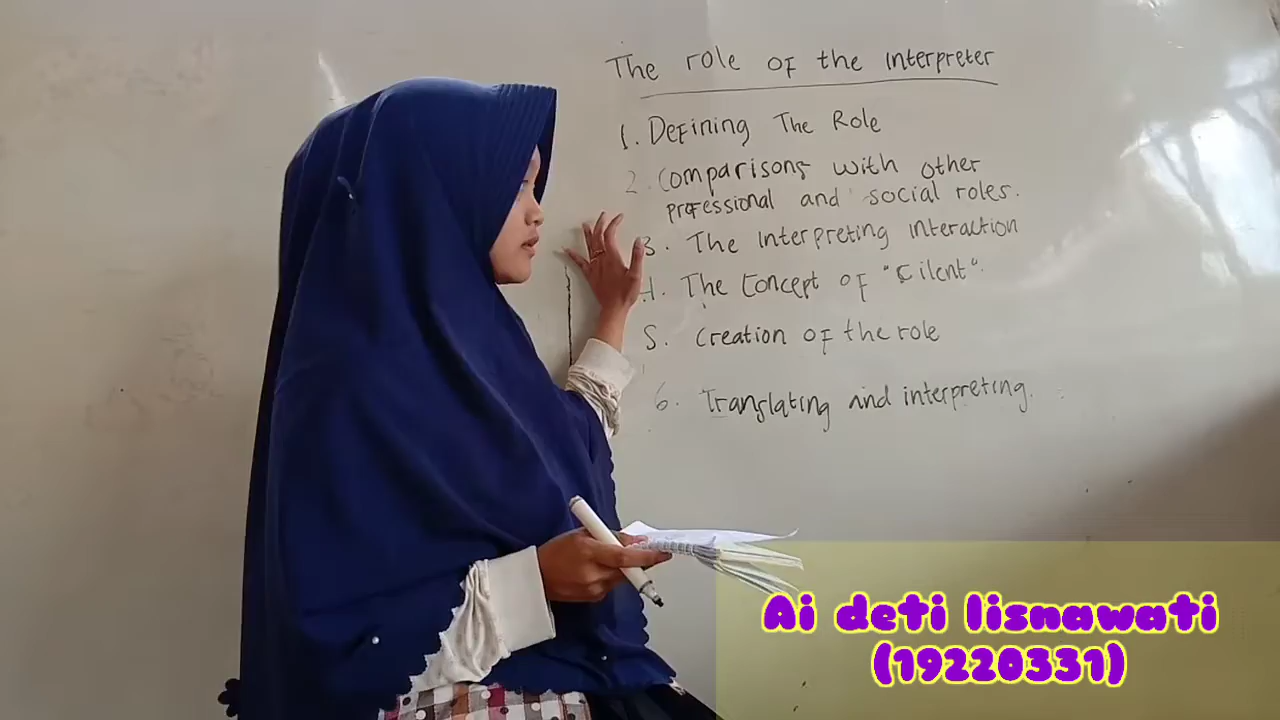 The role of the interpreter
1. Defining The Role
2. Comparisons with other
professional and social roles.
3. The interpreting interaction
4. The Concept of "Cilent".
5. Creation of the role
6. Translating and interpreting.
Ai deti lisnawati
(19220331)